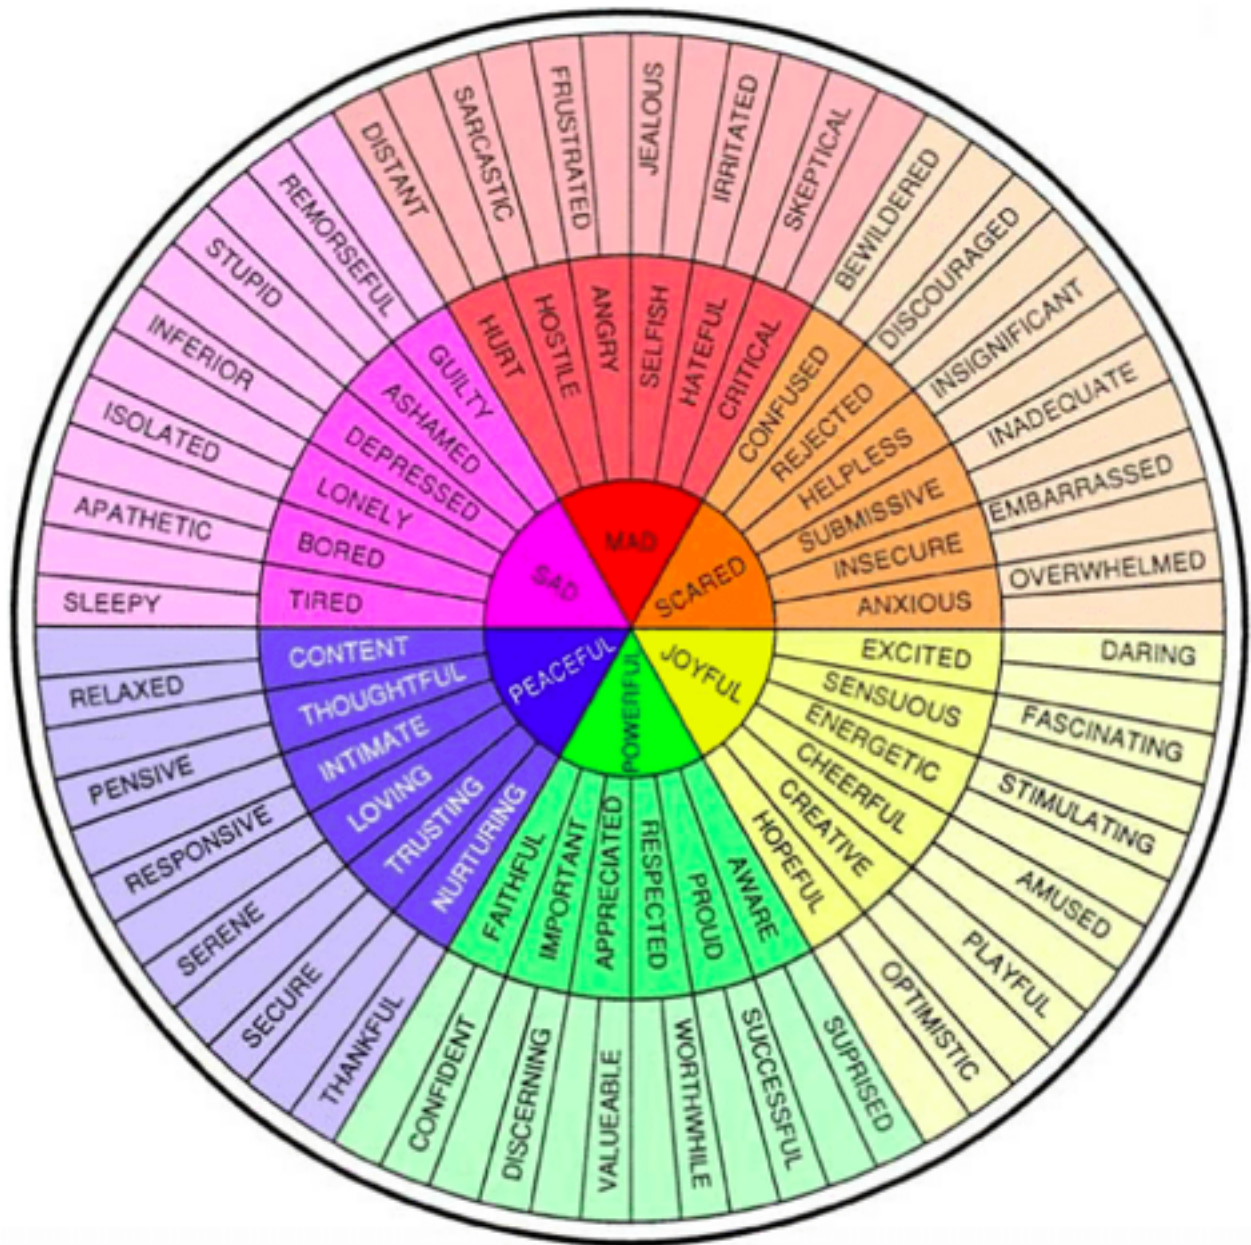 MAD
SCARED
JOYFUL
POWERFUL
PEACEFUL
SAD
HURT
HOSTILE
ANGRY
SELFISH
HATEFUL
CRITICAL
CONFUSED
REJECTED
HELPLESS
SUBMISSIVE
INSECURE
ANXIOUS
EXCITED
SENSUOUS
ENERGETIC
CHEERFUL
CREATIVE
HOPEFUL
AWARE
PROUD
RESPECTED
APPRECIATED
IMPORTANT
FAITHFUL
NURTURING
TRUSTING
LOVING
INTIMATE
THOUGHTFUL
CONTENT
TIRED
BORED
LONELY
DEPRESSED
ASHAMED
GUILTY
DISTANT
SARCASTIC
FRUSTRATED
JEALOUS
IRRITATED
SKEPTICAL
BEWILDERED
DISCOURAGED
INSIGNIFICANT
INADEQUATE
EMBARRASSED
OVERWHELMED
DARING
FASCINATING
STIMULATING
AMUSED
PLAYFUL
OPTIMISTIC
SUPRISED
SUCCESSFUL
WORTHWHILE
VALUEABLE
DISCERNING
CONFIDENT
THANKFUL
SECURE
SERENE
RESPONSIVE
PENSIVE
RELAXED
SLEEPY
APATHETIC
ISOLATED
INFERIOR
STUPID
REMORSEFUL